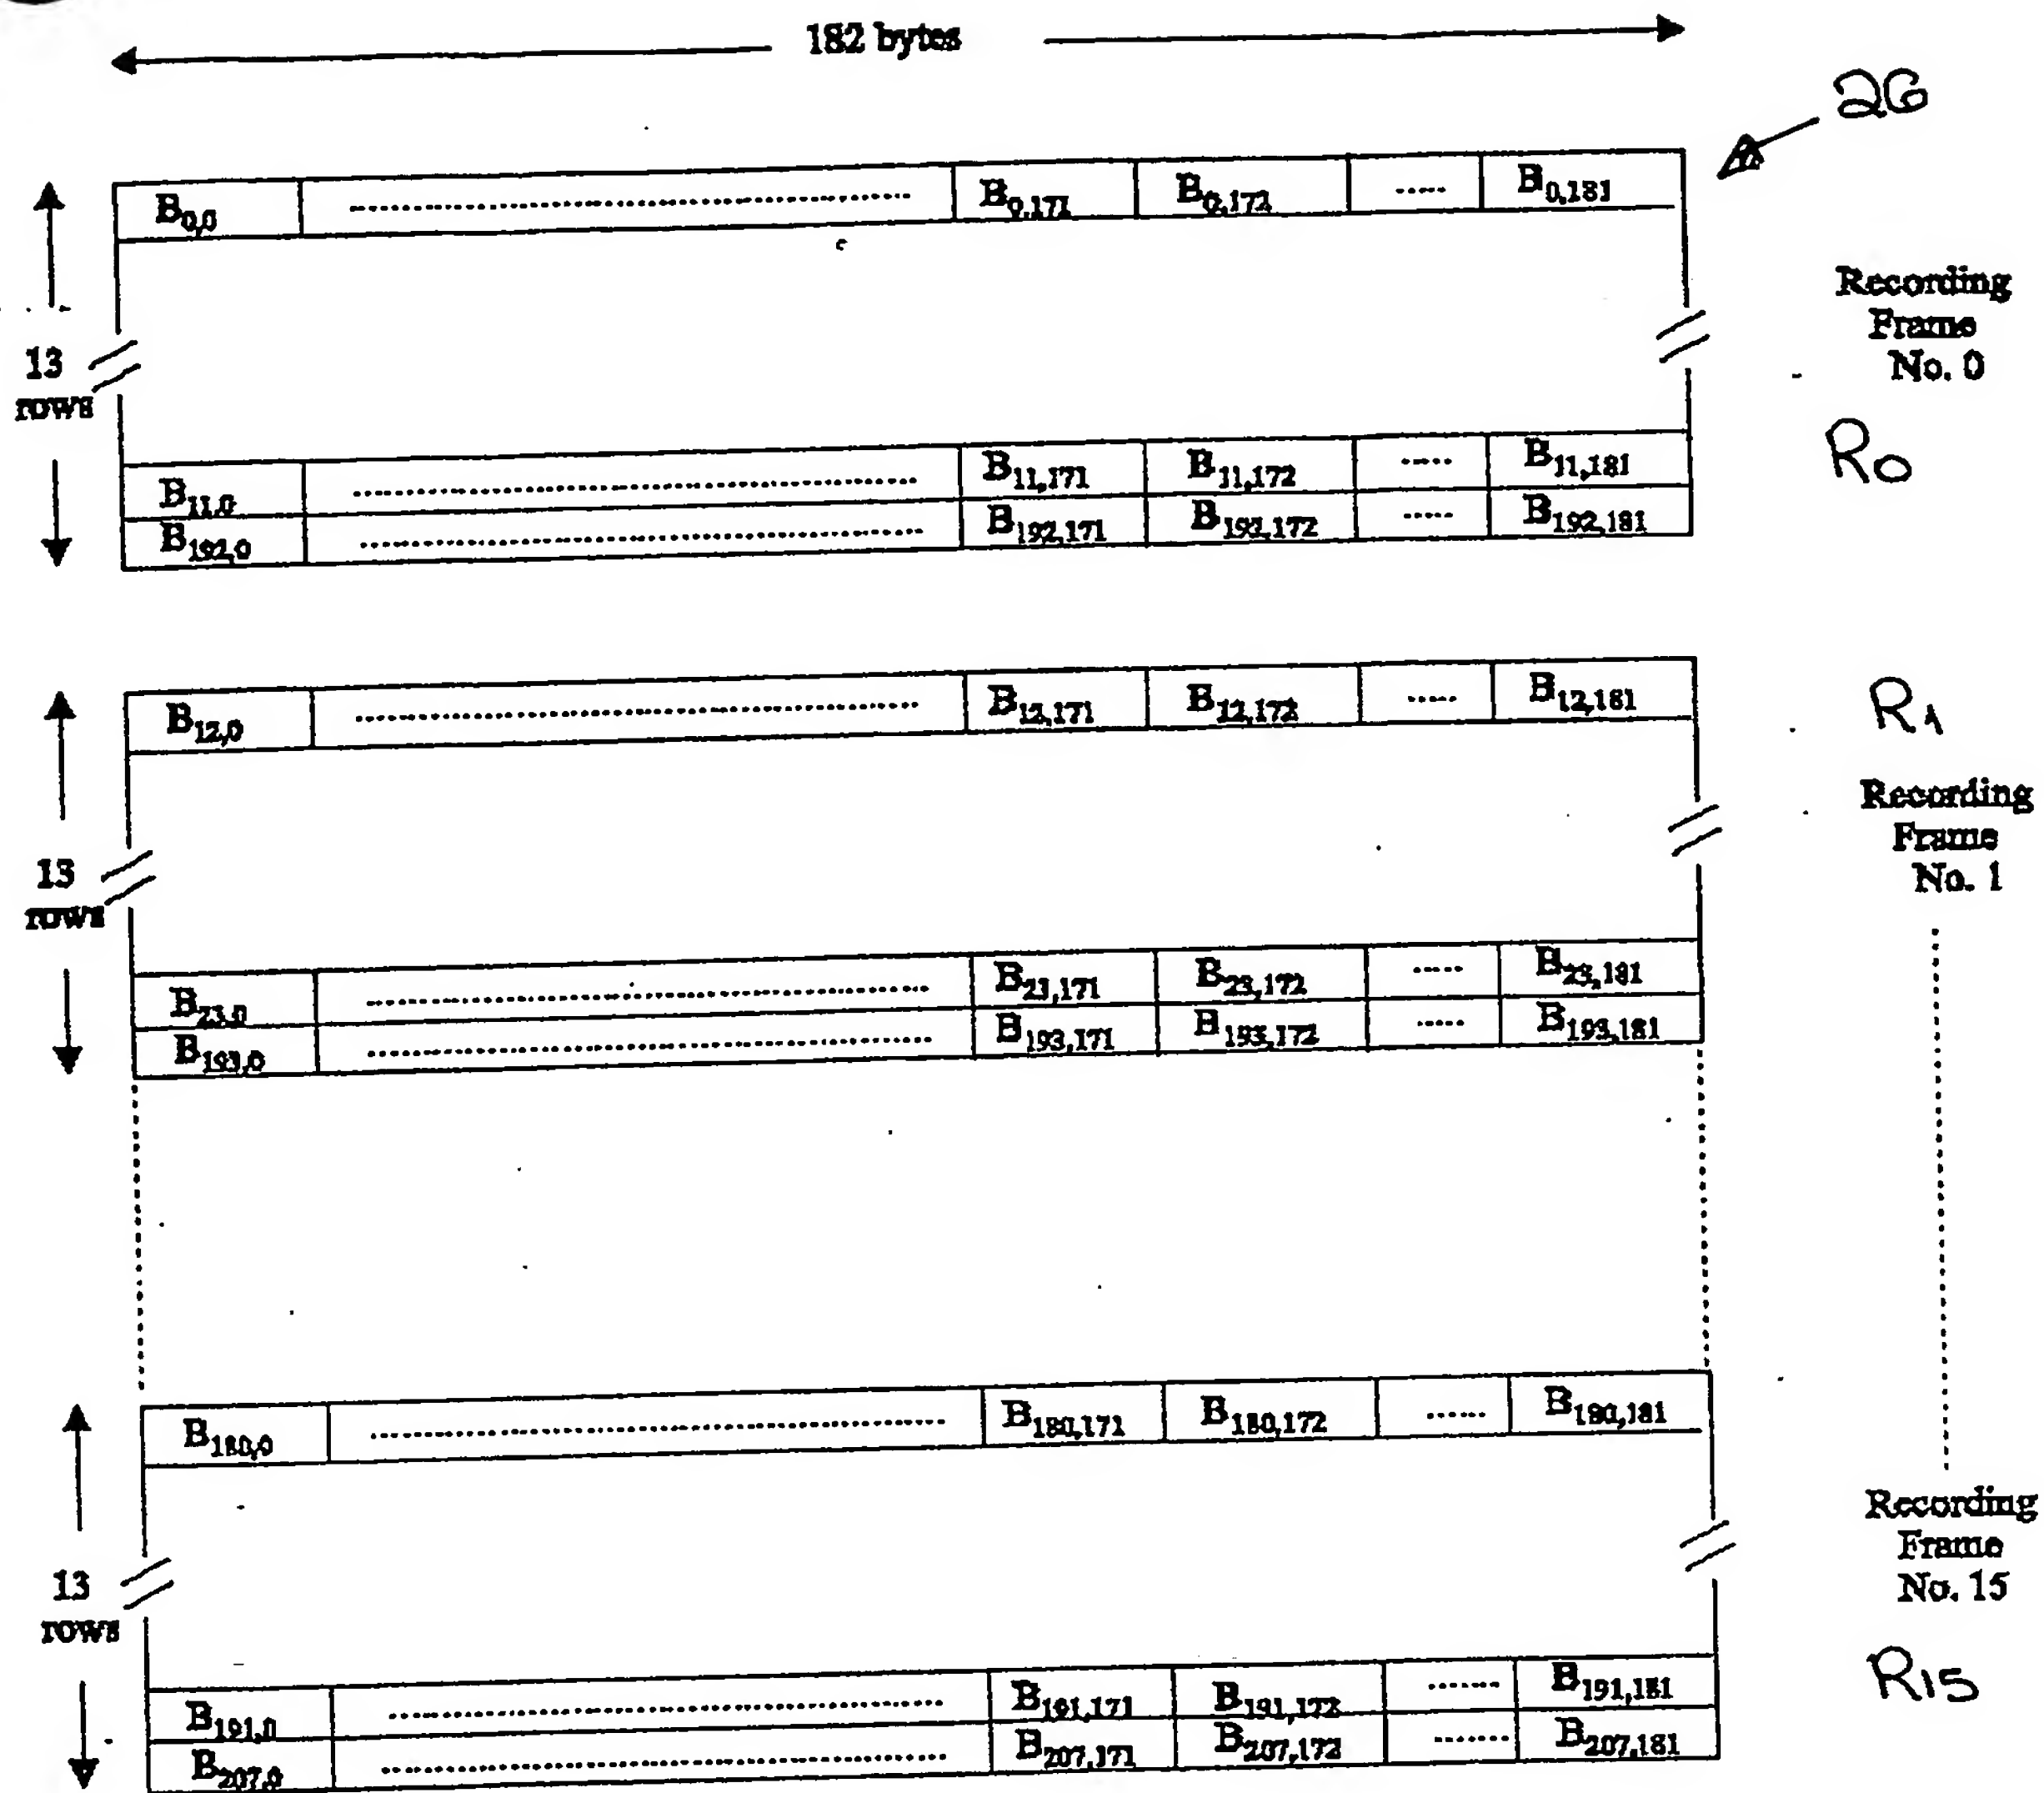 182 bytes
26
B0,0 ........ B0,171 B0,172 ..... B0,181
Recording
Frame
No. 0
13
rows
R0
B11,0 ........ B11,171 B11,172 ..... B11,181
B192,0 ........ B192,171 B192,172 ..... B192,181
B12,0 ........ B12,171 B12,172 ..... B12,181
R1
Recording
Frame
No. 1
13
rows
B23,0 ........ B23,171 B23,172 ..... B23,181
B193,0 ........ B193,171 B193,172 ..... B193,181
B180,0 ........ B180,171 B180,172 ...... B180,181
Recording
Frame
No. 15
13
rows
R15
B191,0 ........ B191,171 B191,172 ....... B191,181
B207,0 ........ B207,171 B207,172 ....... B207,181